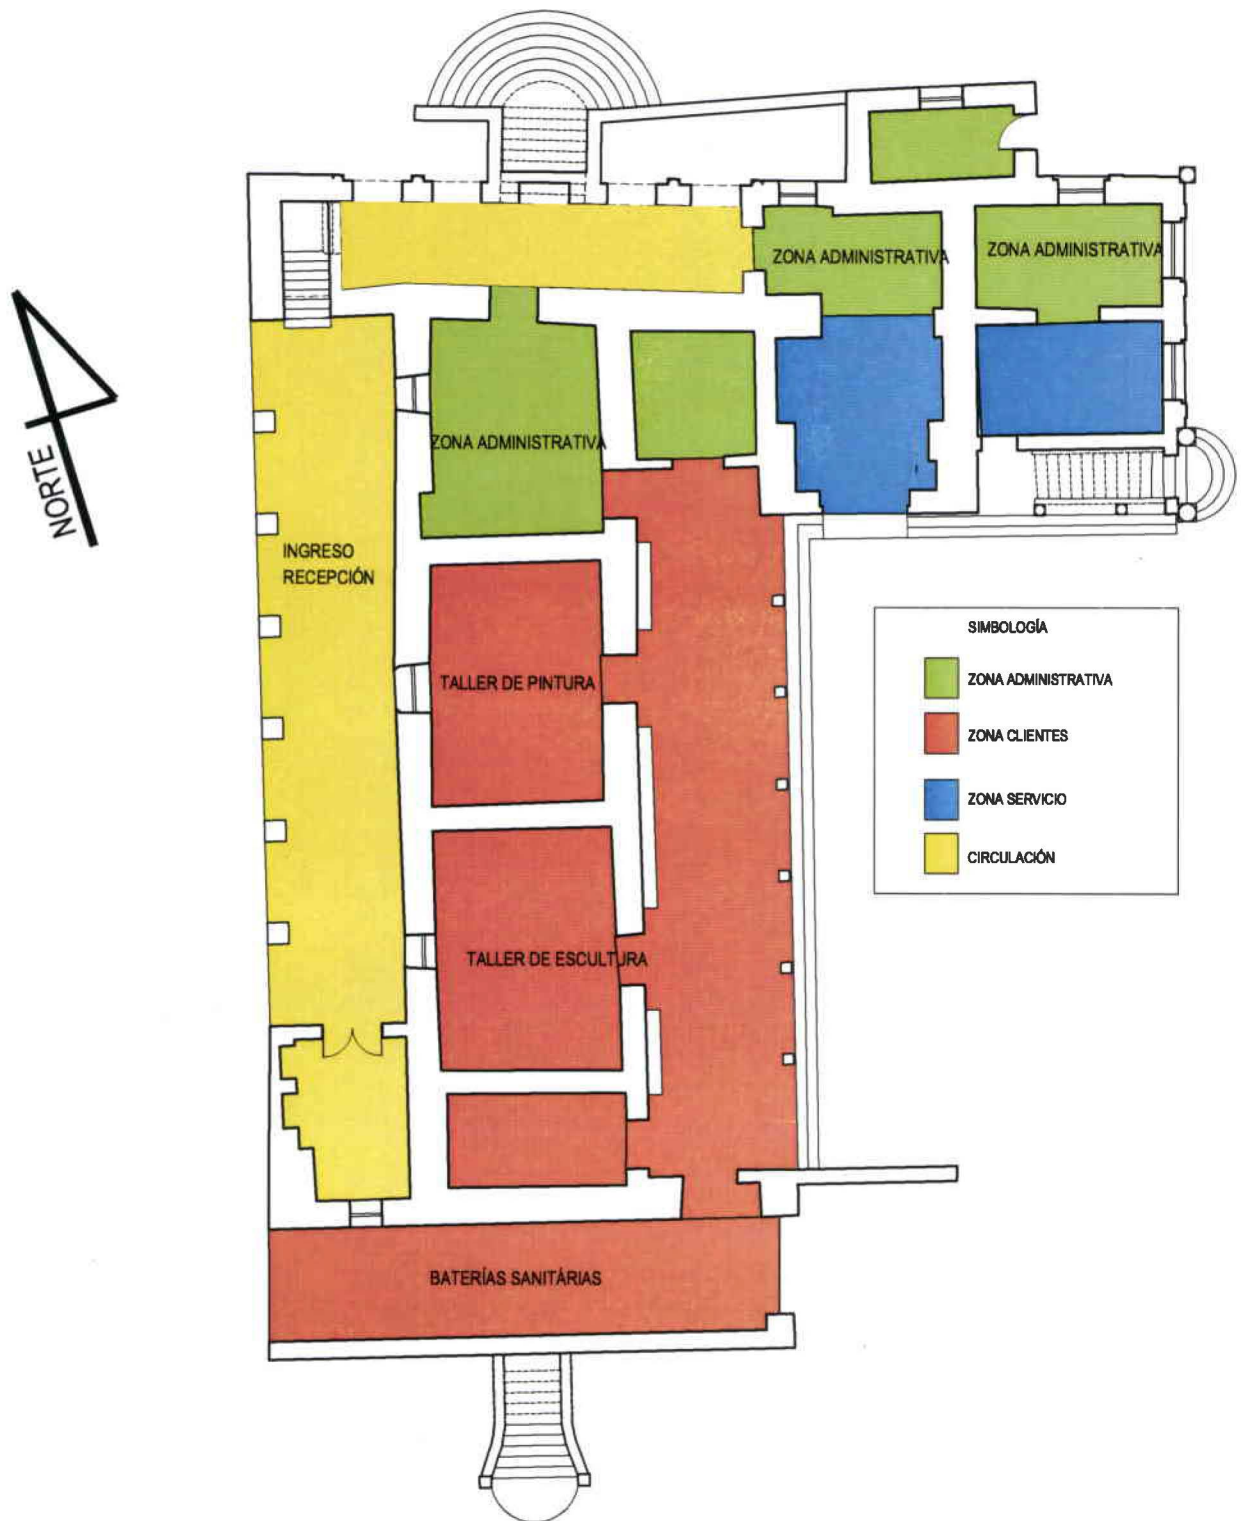 ZONA ADMINISTRATIVA
ZONA ADMINISTRATIVA
NORTE
ZONA ADMINISTRATIVA
INGRESO
RECEPCIÓN
TALLER DE PINTURA
TALLER DE ESCULTURA
BATERÍAS SANITÁRIAS
SIMBOLOGÍA
ZONA ADMINISTRATIVA
ZONA CLIENTES
ZONA SERVICIO
CIRCULACIÓN